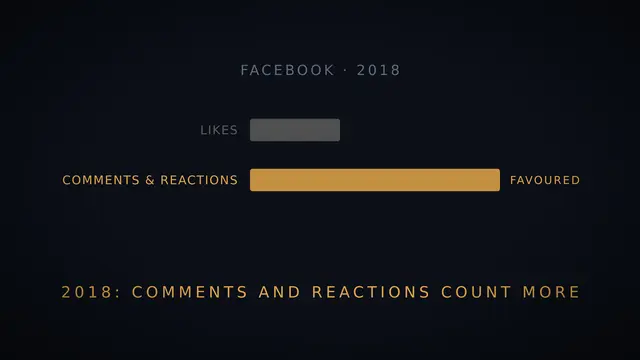 FACEBOOK · 2018
LIKES
COMMENTS & REACTIONS FAVOURED
2018: COMMENTS AND REACTIONS COUNT MORE